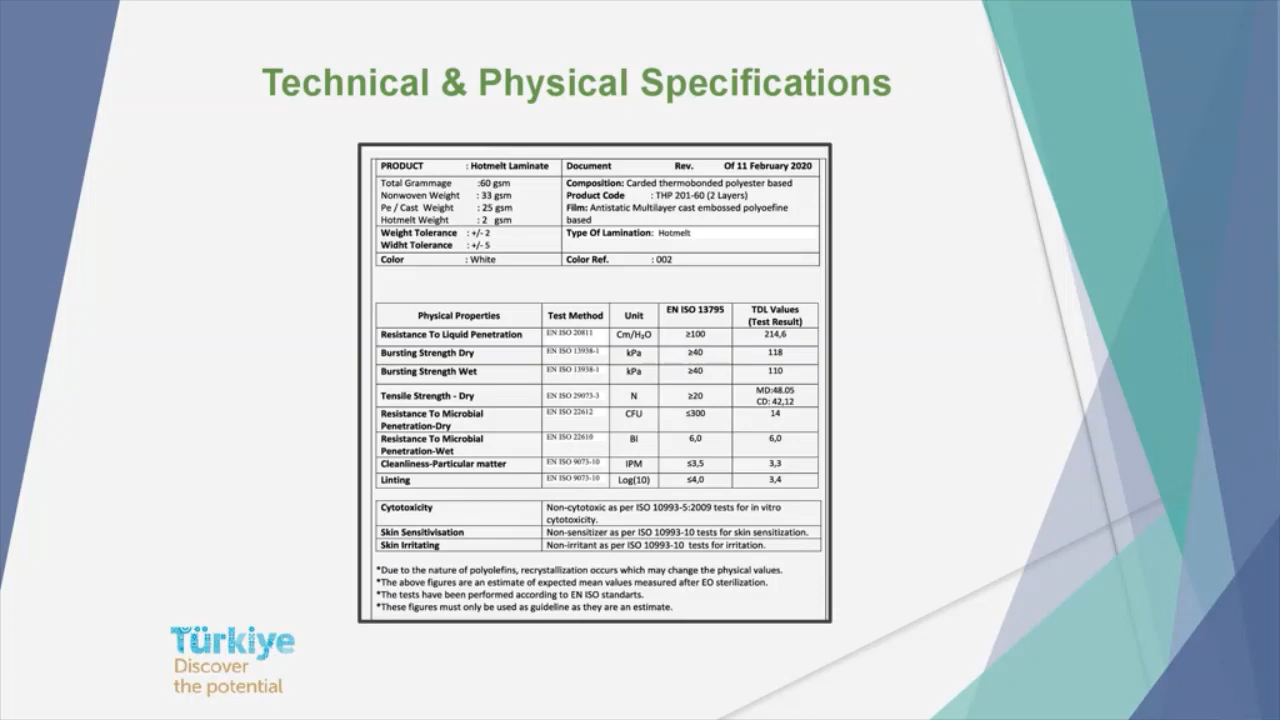 Technical & Physical Specifications
PRODUCT : Hotmelt Laminate Document Rev. Of 11 February 2020
Total Grammage :60 gsm Composition: Carded thermobonded polyester based
Nonwoven Weight : 33 gsm Product Code : THP 201-60 (2 Layers)
Pe / Cast Weight : 25 gsm Film: Antistatic Multilayer cast embossed polyoefine
Hotmelt Weight : 2 gsm based
Weight Tolerance : +/- 2 Type Of Lamination: Hotmelt
Widht Tolerance : +/- 5
Color : White Color Ref. : 002
Physical Properties Test Method Unit EN ISO 13795 TDL Values
(Test Result)
Resistance To Liquid Penetration EN ISO 20811 Cm/H₂O ≥100 214,6
Bursting Strength Dry EN ISO 13938-1 kPa ≥40 118
Bursting Strength Wet EN ISO 13938-1 kPa ≥40 110
Tensile Strength - Dry EN ISO 29073-3 N ≥20 MD:48.05
CD: 42,12
Resistance To Microbial EN ISO 22612 CFU ≤300 14
Penetration-Dry
Resistance To Microbial EN ISO 22610 BI 6,0 6,0
Penetration-Wet
Cleanliness-Particular matter EN ISO 9073-10 IPM ≤3,5 3,3
Linting EN ISO 9073-10 Log(10) ≤4,0 3,4
Cytotoxicity Non-cytotoxic as per ISO 10993-5:2009 tests for in vitro
cytotoxicity.
Skin Sensitivisation Non-sensitizer as per ISO 10993-10 tests for skin sensitization.
Skin Irritating Non-irritant as per ISO 10993-10 tests for irritation.
*Due to the nature of polyolefins, recrystallization occurs which may change the physical values.
*The above figures are an estimate of expected mean values measured after EO sterilization.
*The tests have been performed according to EN ISO standarts.
*These figures must only be used as guideline as they are an estimate.
Türkiye
Discover
the potential